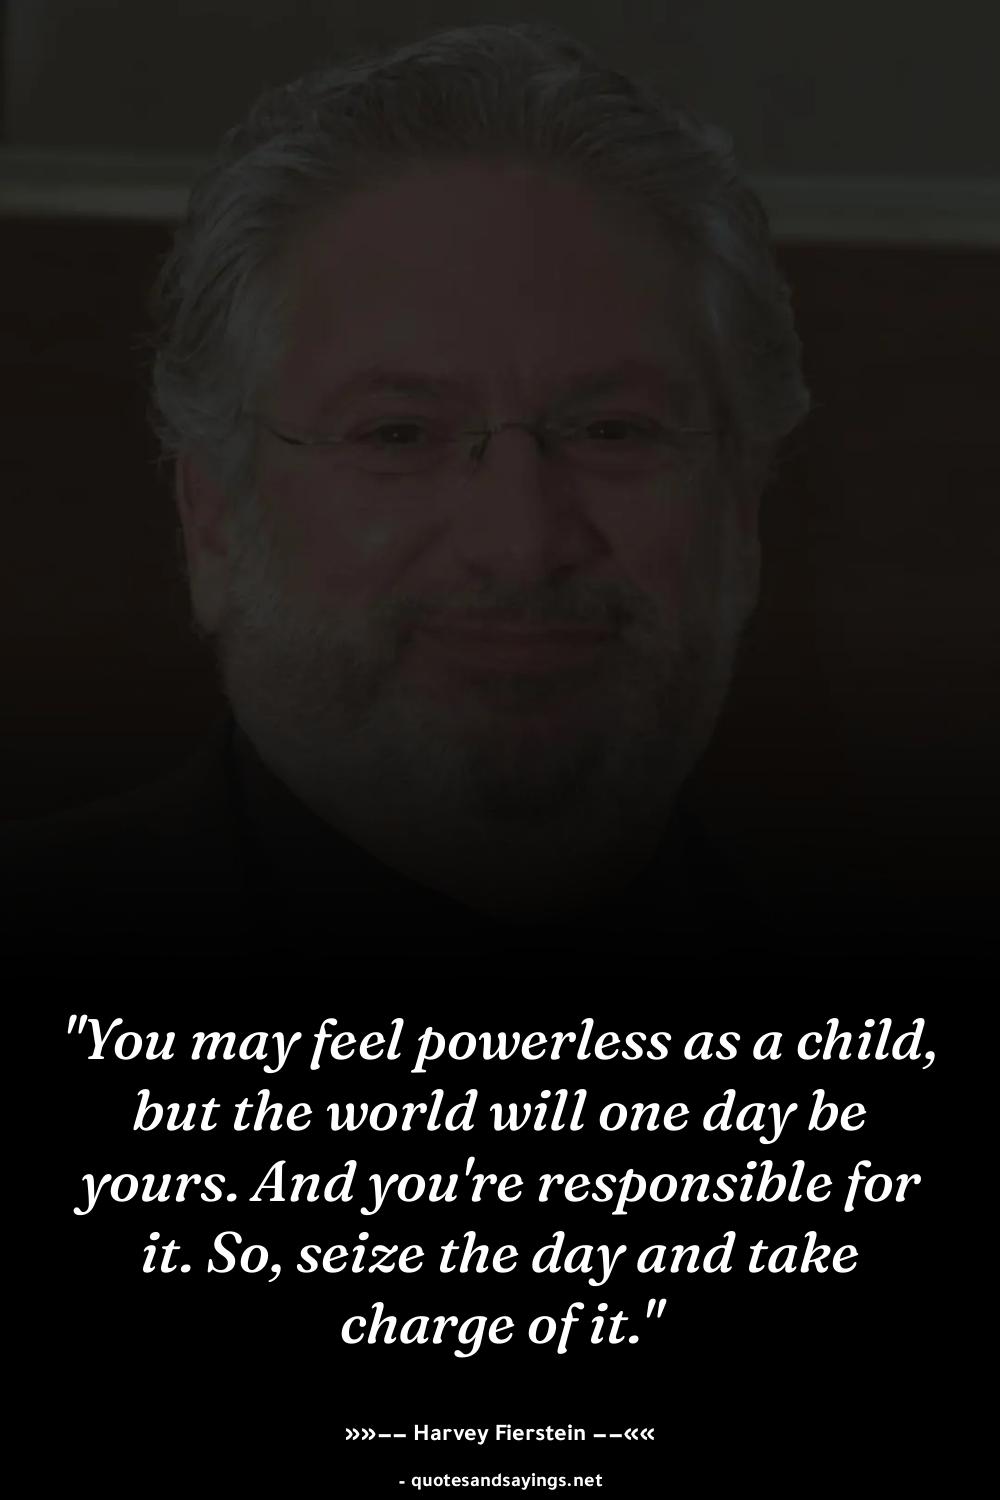 "You may feel powerless as a child,
but the world will one day be
yours. And you're responsible for
it. So, seize the day and take
charge of it."
»»−− Harvey Fierstein −−««
- quotesandsayings.net